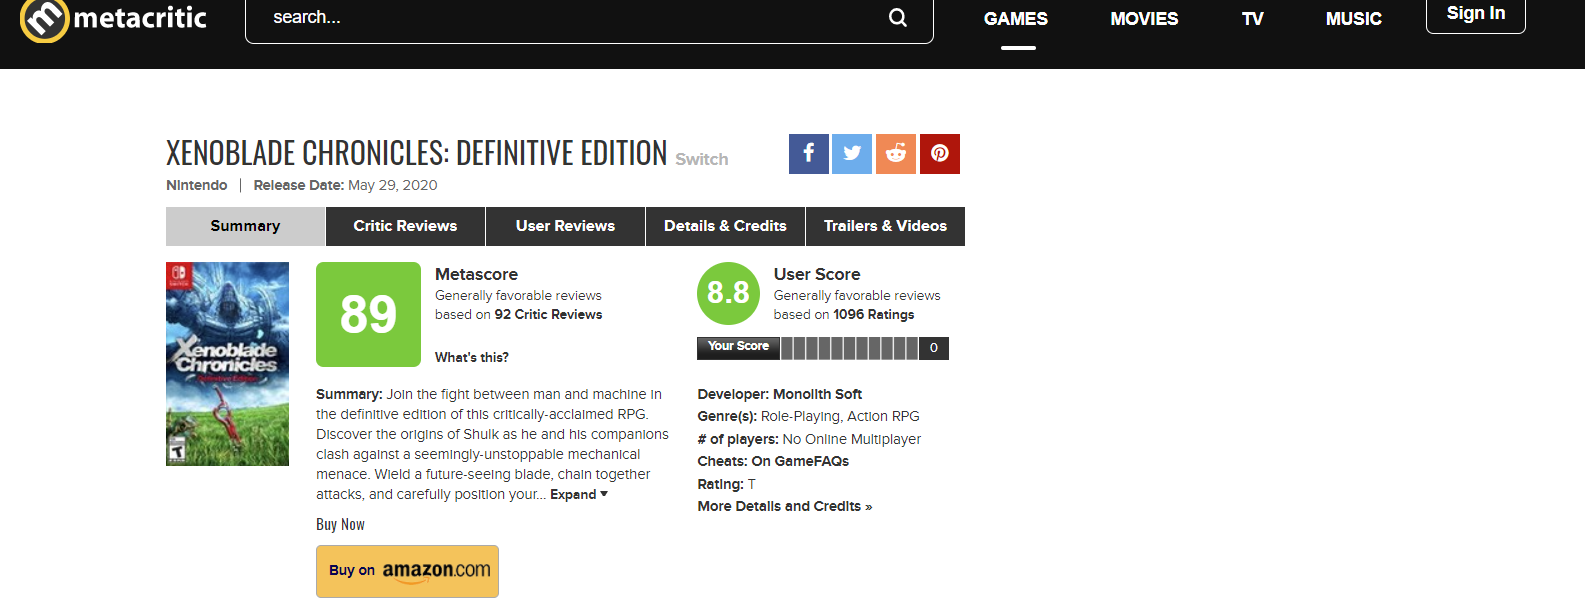 metacritic
search...
GAMES
MOVIES
TV
MUSIC
Sign In
XENOBLADE CHRONICLES: DEFINITIVE EDITION Switch
Nintendo | Release Date: May 29, 2020
Summary
Critic Reviews
User Reviews
Details & Credits
Trailers & Videos
Xenoblade
Chronicles
Definitive Edition
T
89
Metascore
Generally favorable reviews
based on 92 Critic Reviews
What's this?
8.8
User Score
Generally favorable reviews
based on 1096 Ratings
Your Score
0
Summary: Join the fight between man and machine in
the definitive edition of this critically-acclaimed RPG.
Discover the origins of Shulk as he and his companions
clash against a seemingly-unstoppable mechanical
menace. Wield a future-seeing blade, chain together
attacks, and carefully position your... Expand
Buy Now
Buy on amazon.com
Developer: Monolith Soft
Genre(s): Role-Playing, Action RPG
# of players: No Online Multiplayer
Cheats: On GameFAQs
Rating: T
More Details and Credits »